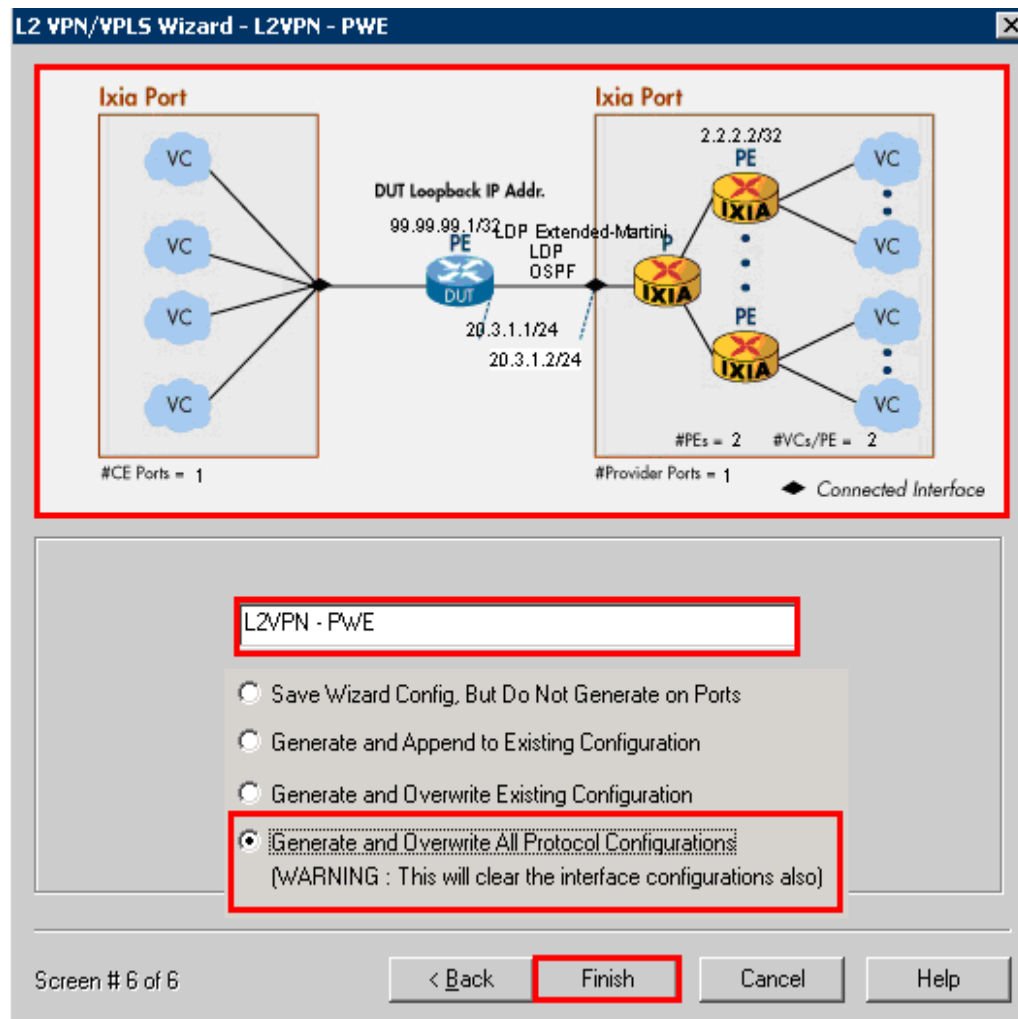 L2 VPN/VPLS Wizard - L2VPN - PWE
Ixia Port
Ixia Port
VC
VC
VC
VC
DUT Loopback IP Addr.
99.99.99.1/32
PE
DUT
LDP Extended-Martini
LDP
OSPF
20.3.1.1/24
20.3.1.2/24
P
IXIA
2.2.2.2/32
PE
IXIA
PE
IXIA
VC
VC
VC
VC
#PEs = 2 #VCs/PE = 2
#CE Ports = 1
#Provider Ports = 1
Connected Interface
L2VPN - PWE
Save Wizard Config, But Do Not Generate on Ports
Generate and Append to Existing Configuration
Generate and Overwrite Existing Configuration
Generate and Overwrite All Protocol Configurations
(WARNING : This will clear the interface configurations also)
Screen # 6 of 6
< Back
Finish
Cancel
Help